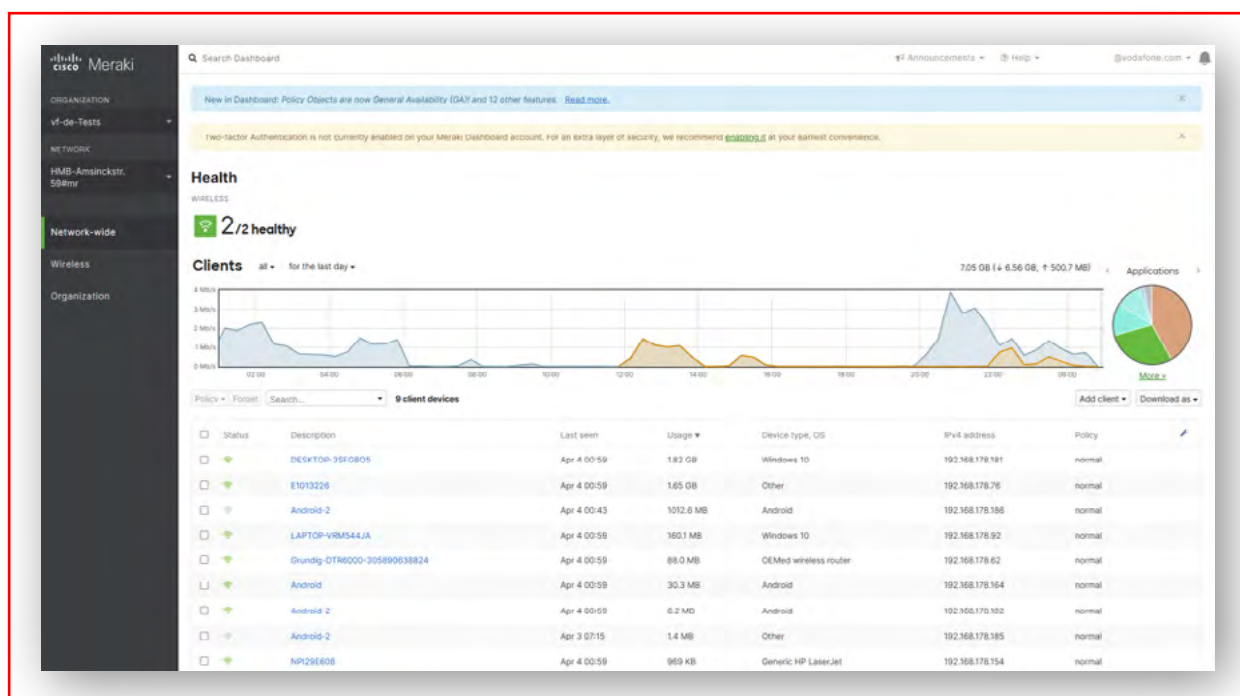 CISCO Meraki
Search Dashboard
Announcements
Help
@vodafone.com
ORGANIZATION
vf-de-Tests
NETWORK
HMB-Amsinckstr.
59#mr
Network-wide
Wireless
Organization
New in Dashboard: Policy Objects are now General Availability (GA)! and 12 other features. Read more.
Two-factor Authentication is not currently enabled on your Meraki Dashboard account. For an extra layer of security, we recommend enabling it at your earliest convenience.
Health
WIRELESS
2/2 healthy
Clients all for the last day 7.05 GB (↓ 6.56 GB, ↑ 500.7 MB) Applications
4 Mb/s
3 Mb/s
2 Mb/s
1 Mb/s
0 Mb/s
02:00 04:00 06:00 08:00 10:00 12:00 14:00 16:00 18:00 20:00 22:00
More »
Policy Forget Search... 9 client devices Add client Download as
Status Description Last seen Usage Device type, OS IPv4 address Policy
Apr 4 00:59 1.82 GB Windows 10 192.168.178.181 normal
E1013226 Apr 4 00:59 1.65 GB Other 192.168.178.76 normal
Android-2 Apr 4 00:43 1012.6 MB Android 192.168.178.186 normal
LAPTOP-VRM544JA Apr 4 00:59 160.1 MB Windows 10 192.168.178.92 normal
Grundig-DTR6000-305890638824 Apr 4 00:59 88.0 MB OEMed wireless router 192.168.178.62 normal
Android Apr 4 00:59 30.3 MB Android 192.168.178.164 normal
Android-2 Apr 4 00:59 6.2 MB Android normal
Android-2 Apr 3 07:15 1.4 MB Other 192.168.178.185 normal
NPI29E608 Apr 4 00:59 969 KB Generic HP LaserJet 192.168.178.154 normal